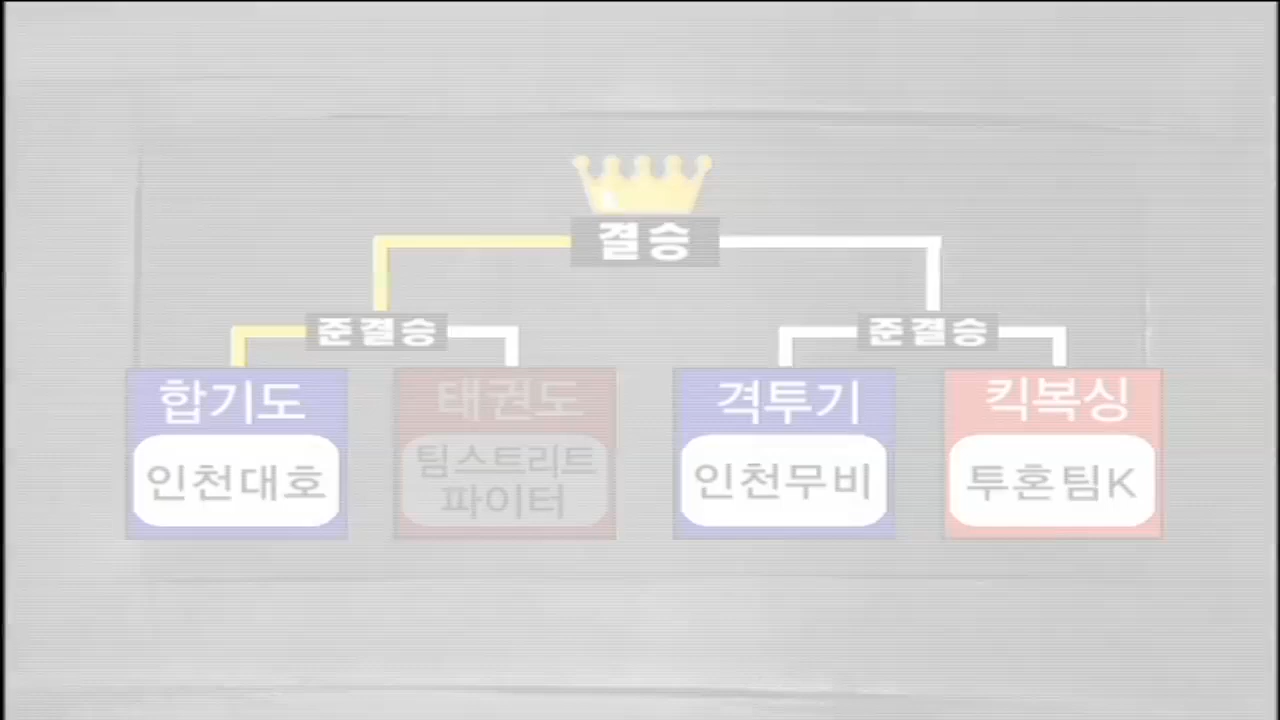 결승
준결승
준결승
합기도
태권도
격투기
킥복싱
인천대호
팀스트리트
파이터
인천무비
투혼팀K